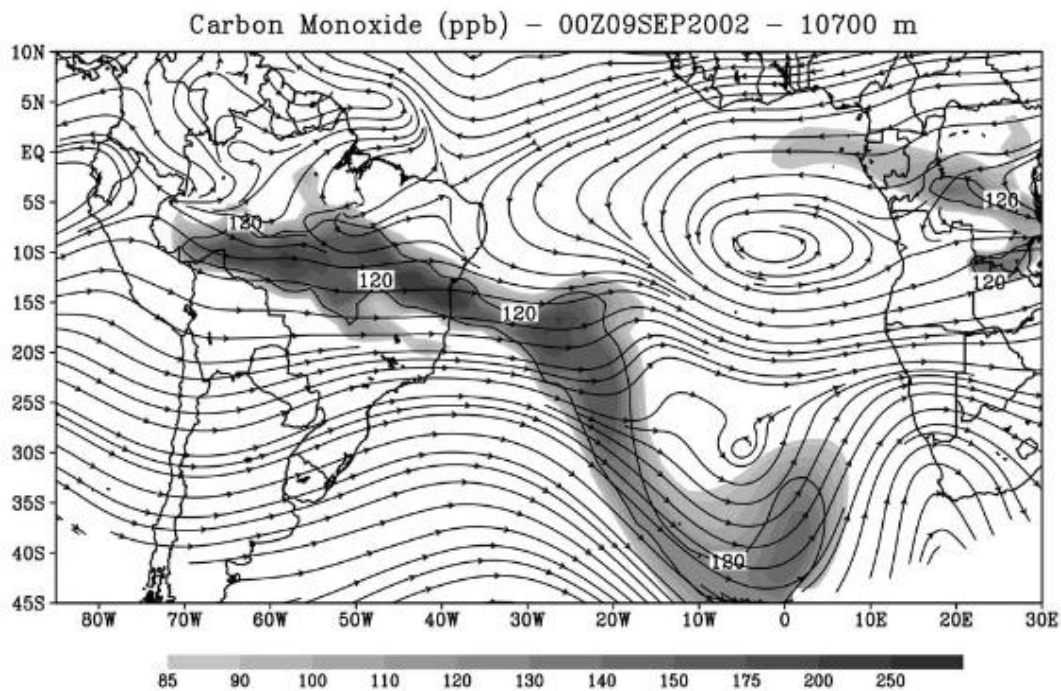 Carbon Monoxide (ppb) – 00Z09SEP2002 – 10700 m
10N
5N
EQ
5S
10S
15S
20S
25S
30S
35S
40S
45S
120
120
120
120
120
120
80W 70W 60W 50W 40W 30W 20W 10W 0 10E 20E 30E
85 90 100 110 120 130 140 150 175 200 250